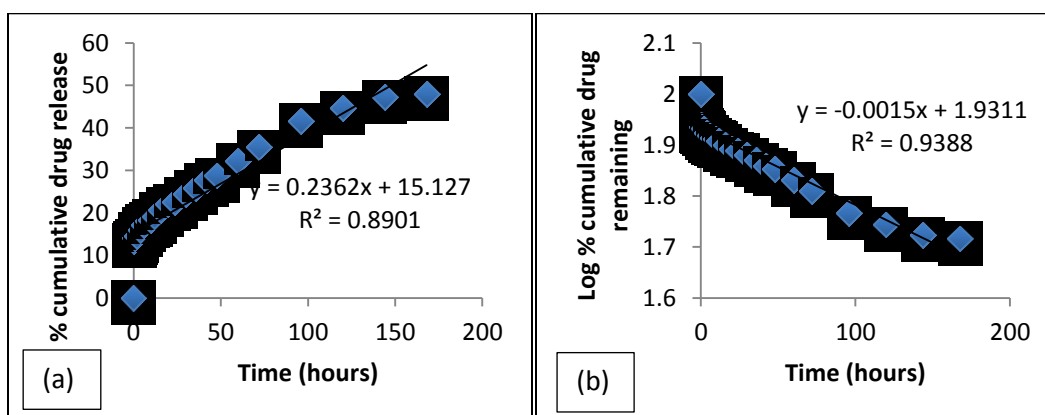 % cumulative drug release
60
50
40
30
20
10
0
y = 0.2362x + 15.127
R² = 0.8901
0
50
100
150
200
Time (hours)
(a)
Log % cumulative drug
remaining
2.1
2
1.9
1.8
1.7
1.6
y = -0.0015x + 1.9311
R² = 0.9388
0
100
200
Time (hours)
(b)